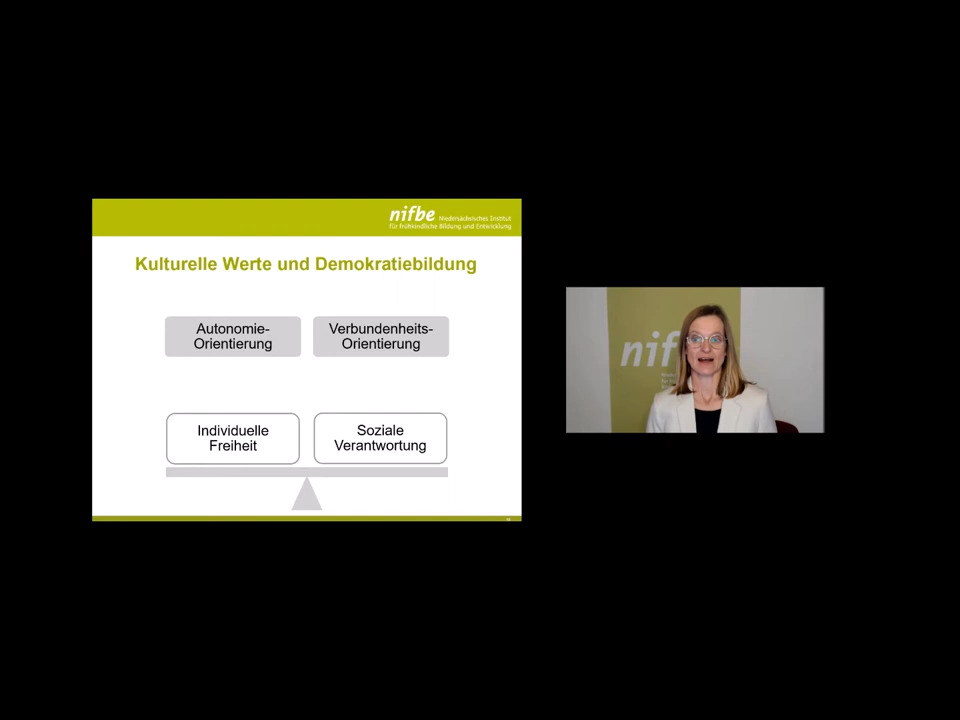 nifbe Niedersächsisches Institut
für frühkindliche Bildung und Entwicklung
Kulturelle Werte und Demokratiebildung
Autonomie-
Orientierung
Verbundenheits-
Orientierung
Individuelle
Freiheit
Soziale
Verantwortung
nif